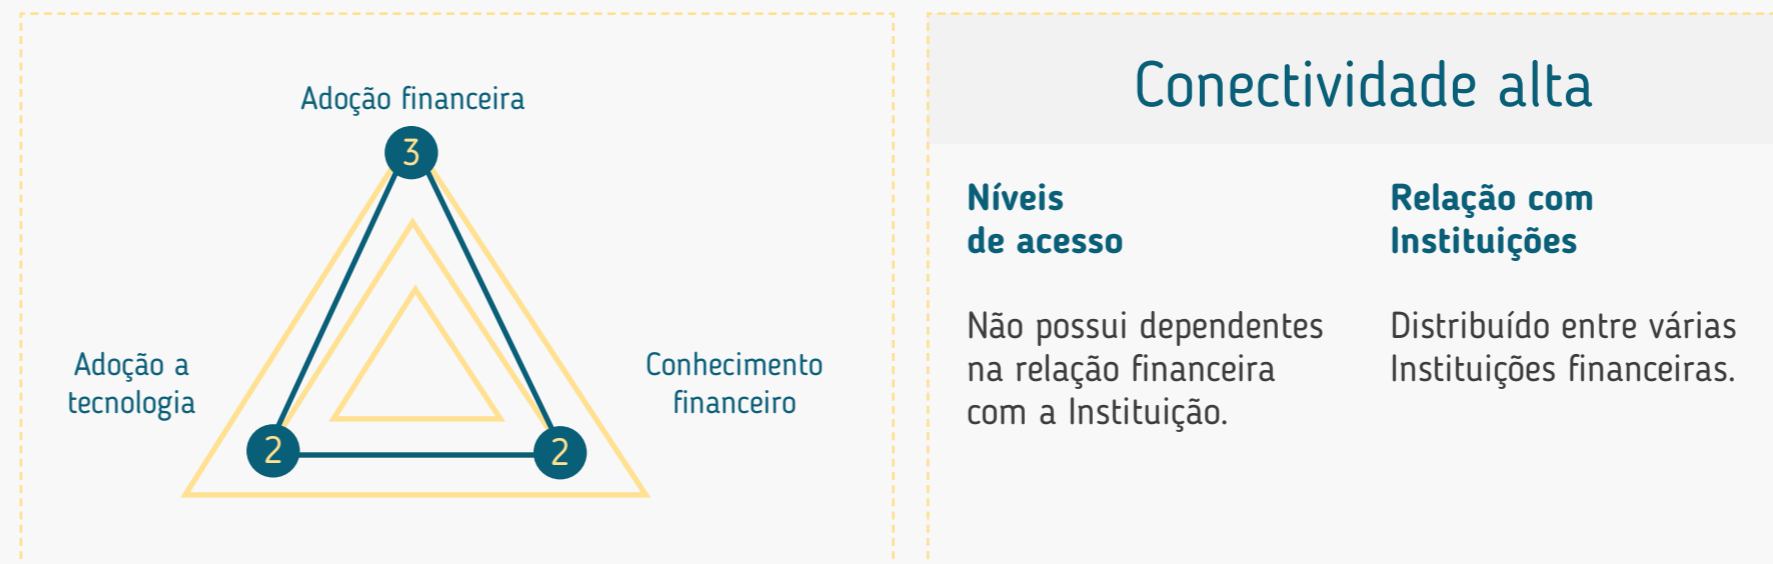 Adoção financeira
3
Adoção a
tecnologia
Conhecimento
financeiro
2
2
Conectividade alta
Níveis
de acesso
Não possui dependentes
na relação financeira
com a Instituição.
Relação com
Instituições
Distribuído entre várias
Instituições financeiras.